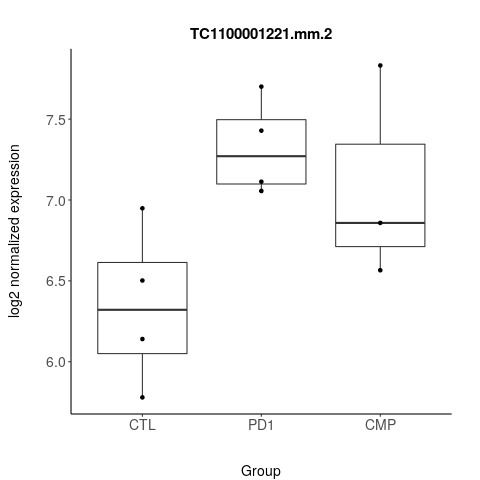 TC1100001221.mm.2
log2 normalized expression
7.5
7.0
6.5
6.0
CTL PD1 CMP
Group